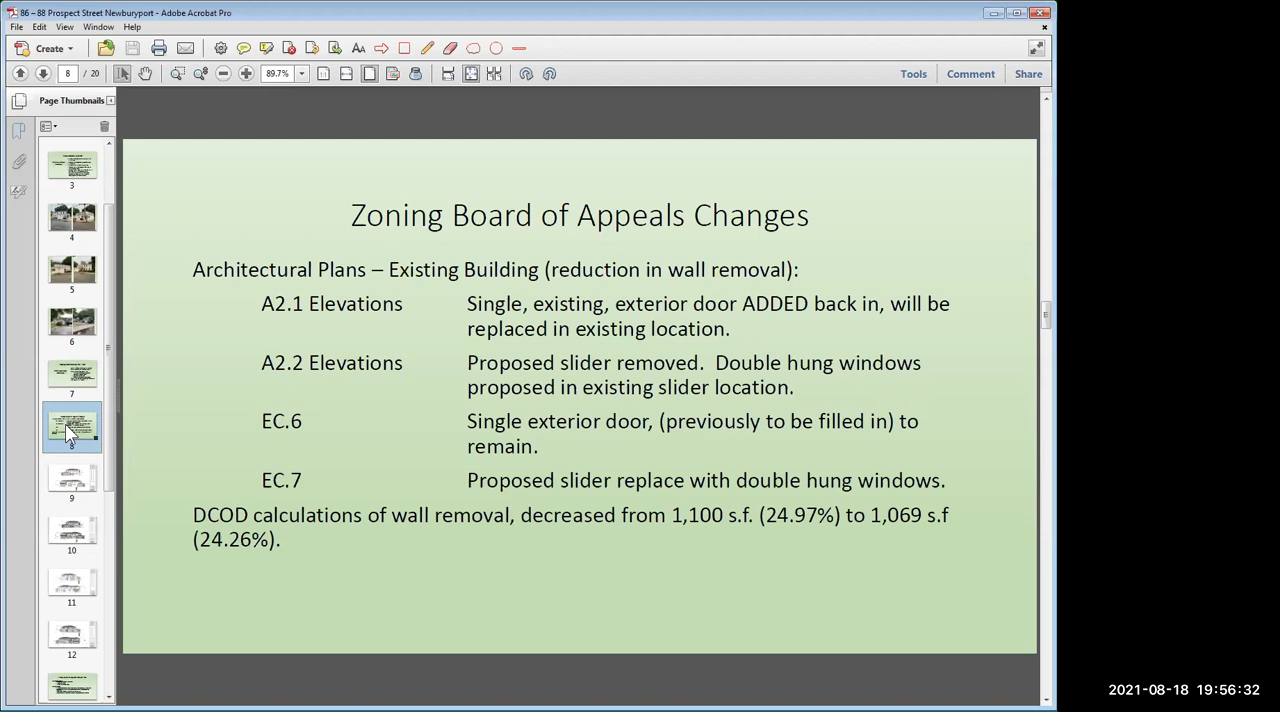 86 – 88 Prospect Street Newburyport - Adobe Acrobat Pro
File Edit View Window Help
Create
8 / 20 89.7% Tools Comment Share
Page Thumbnails
3
4
5
6
7
8
9
10
11
12
Zoning Board of Appeals Changes
Architectural Plans – Existing Building (reduction in wall removal):
A2.1 Elevations Single, existing, exterior door ADDED back in, will be
replaced in existing location.
A2.2 Elevations Proposed slider removed. Double hung windows
proposed in existing slider location.
EC.6 Single exterior door, (previously to be filled in) to
remain.
EC.7 Proposed slider replace with double hung windows.
DCOD calculations of wall removal, decreased from 1,100 s.f. (24.97%) to 1,069 s.f
(24.26%).
2021-08-18 19:56:32